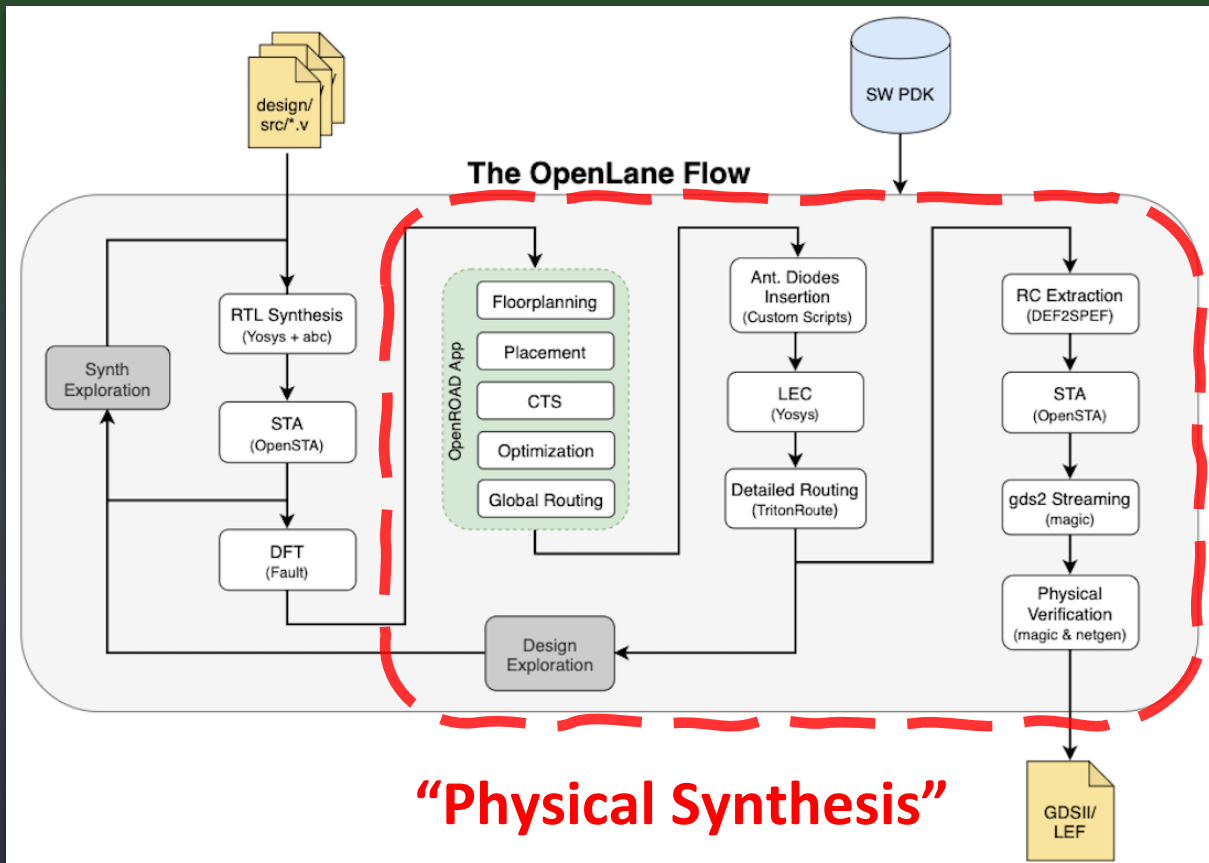 design/
src/*.v
SW PDK
The OpenLane Flow
RTL Synthesis
(Yosys + abc)
Synth
Exploration
STA
(OpenSTA)
DFT
(Fault)
OpenROAD App
Floorplanning
Placement
CTS
Optimization
Global Routing
Ant. Diodes
Insertion
(Custom Scripts)
LEC
(Yosys)
Detailed Routing
(TritonRoute)
Design
Exploration
RC Extraction
(DEF2SPEF)
STA
(OpenSTA)
gds2 Streaming
(magic)
Physical
Verification
(magic & netgen)
“Physical Synthesis”
GDSII/
LEF